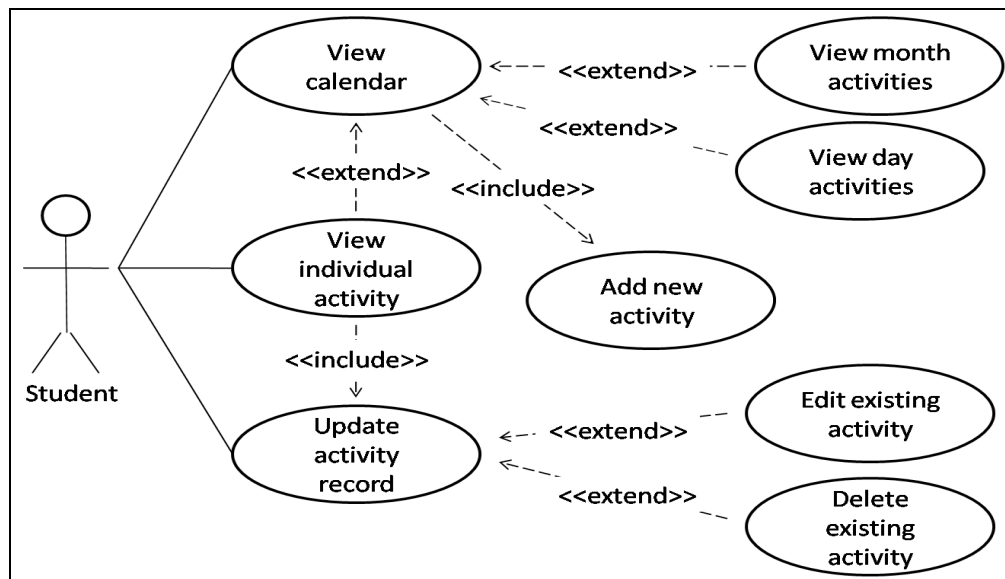 View
calendar
<<extend>>
View month
activities
<<extend>>
View day
activities
<<extend>>
<<include>>
View
individual
activity
Add new
activity
<<include>>
Student
Update
activity
record
<<extend>>
Edit existing
activity
<<extend>>
Delete
existing
activity